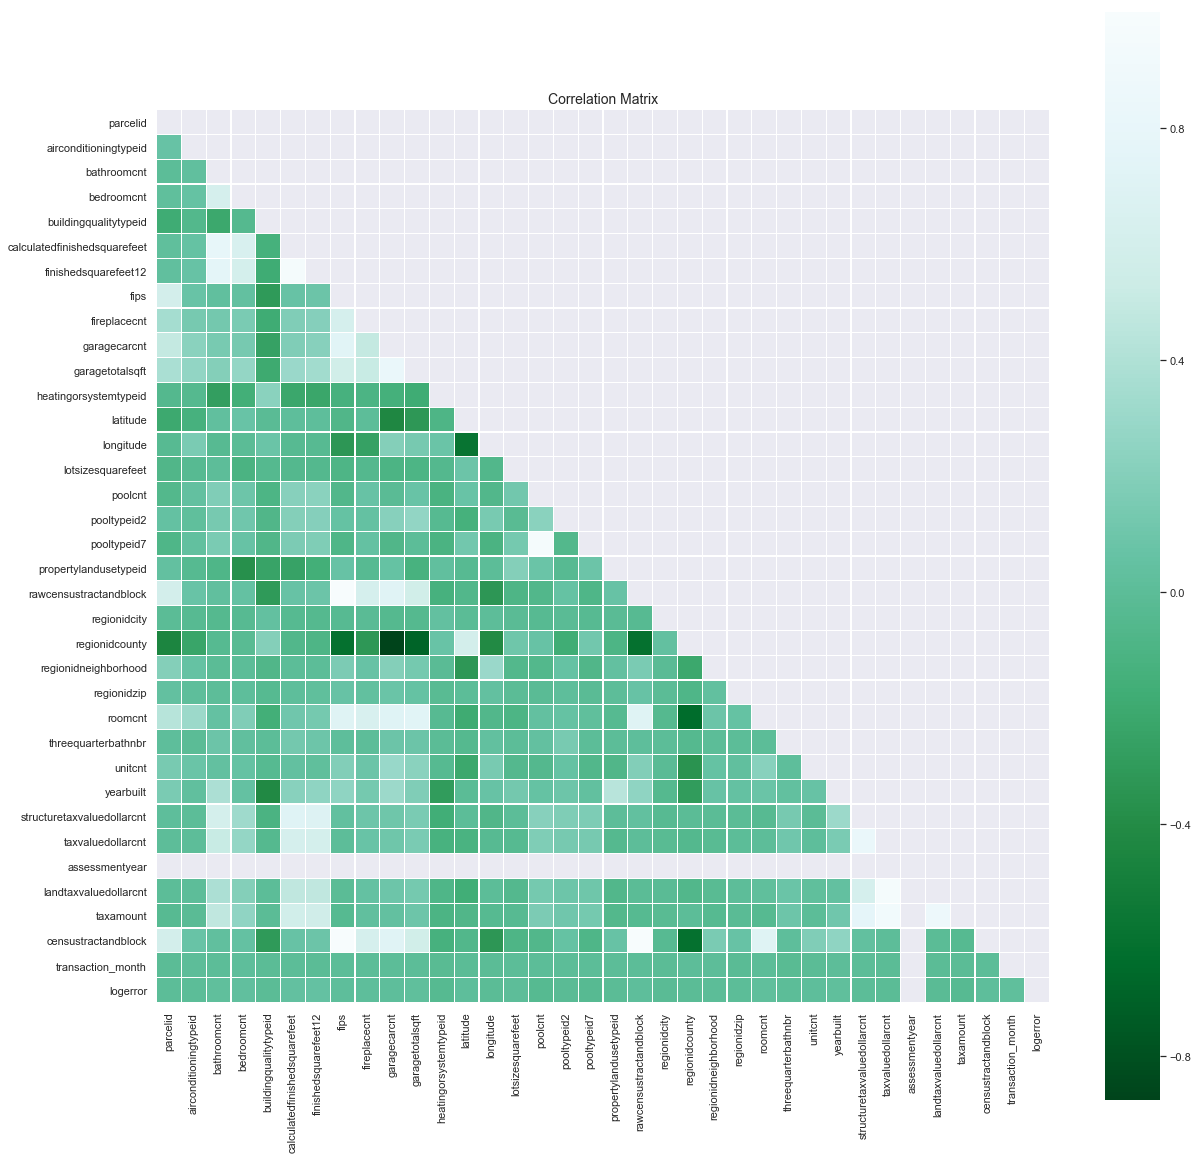 Correlation Matrix
parcelid
airconditioningtypeid
bathroomcnt
bedroomcnt
buildingqualitytypeid
calculatedfinishedsquarefeet
finishedsquarefeet12
fips
fireplacecnt
garagecarcnt
garagetotalsqft
heatingorsystemtypeid
latitude
longitude
lotsizesquarefeet
poolcnt
pooltypeid2
pooltypeid7
propertylandusetypeid
rawcensustractandblock
regionidcity
regionidcounty
regionidneighborhood
regionidzip
roomcnt
threequarterbathnbr
unitcnt
yearbuilt
structuretaxvaluedollarcnt
taxvaluedollarcnt
assessmentyear
landtaxvaluedollarcnt
taxamount
censustractandblock
transaction_month
logerror
parcelid
airconditioningtypeid
bathroomcnt
bedroomcnt
buildingqualitytypeid
calculatedfinishedsquarefeet
finishedsquarefeet12
fips
fireplacecnt
garagecarcnt
garagetotalsqft
heatingorsystemtypeid
latitude
longitude
lotsizesquarefeet
poolcnt
pooltypeid2
pooltypeid7
propertylandusetypeid
rawcensustractandblock
regionidcity
regionidcounty
regionidneighborhood
regionidzip
roomcnt
threequarterbathnbr
unitcnt
yearbuilt
structuretaxvaluedollarcnt
taxvaluedollarcnt
assessmentyear
landtaxvaluedollarcnt
taxamount
censustractandblock
transaction_month
logerror
0.8
0.4
0.0
−0.4
−0.8